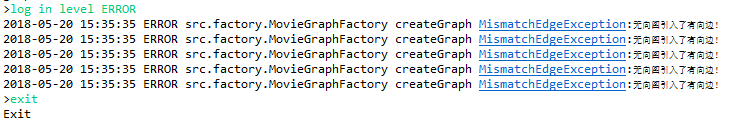 >log in level ERROR
2018-05-20 15:35:35 ERROR src.factory.MovieGraphFactory createGraph MismatchEdgeException:无向图引入了有向边!
2018-05-20 15:35:35 ERROR src.factory.MovieGraphFactory createGraph MismatchEdgeException:无向图引入了有向边!
2018-05-20 15:35:35 ERROR src.factory.MovieGraphFactory createGraph MismatchEdgeException:无向图引入了有向边!
2018-05-20 15:35:35 ERROR src.factory.MovieGraphFactory createGraph MismatchEdgeException:无向图引入了有向边!
2018-05-20 15:35:35 ERROR src.factory.MovieGraphFactory createGraph MismatchEdgeException:无向图引入了有向边!
>exit
Exit